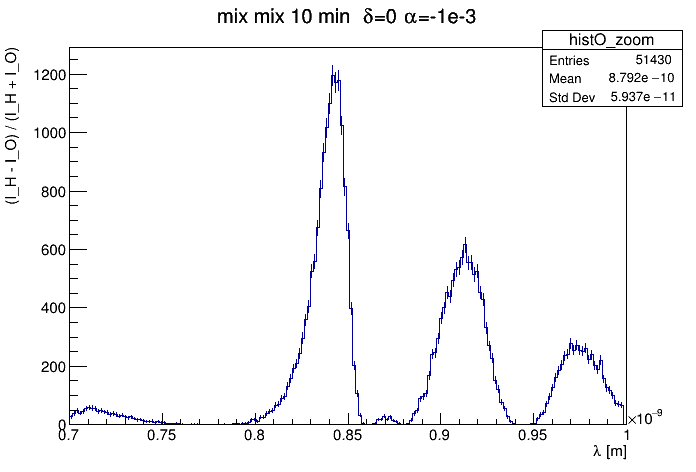 mix mix 10 min δ=0 α=-1e-3
histO_zoom
Entries 51430
Mean 8.792e−10
Std Dev 5.937e−11
(I_H - I_O) / (I_H + I_O)
1200
1000
800
600
400
200
0
0.7 0.75 0.8 0.85 0.9 0.95 1
×10⁻⁹
λ [m]